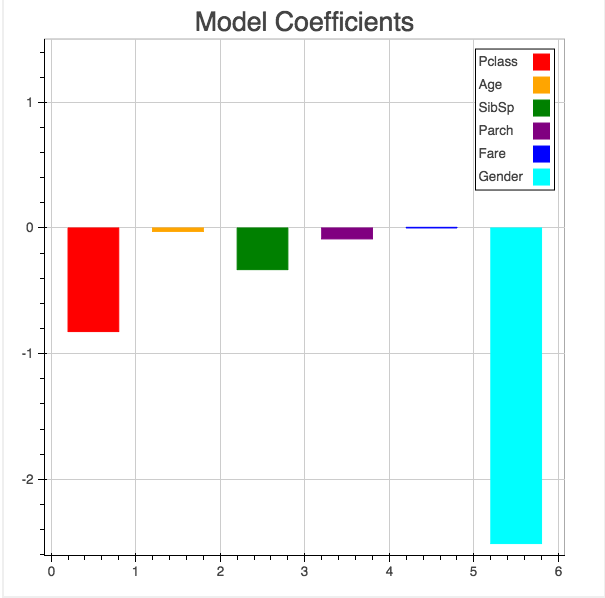 Model Coefficients
Pclass
Age
SibSp
Parch
Fare
Gender
1
0
-1
-2
0 1 2 3 4 5 6